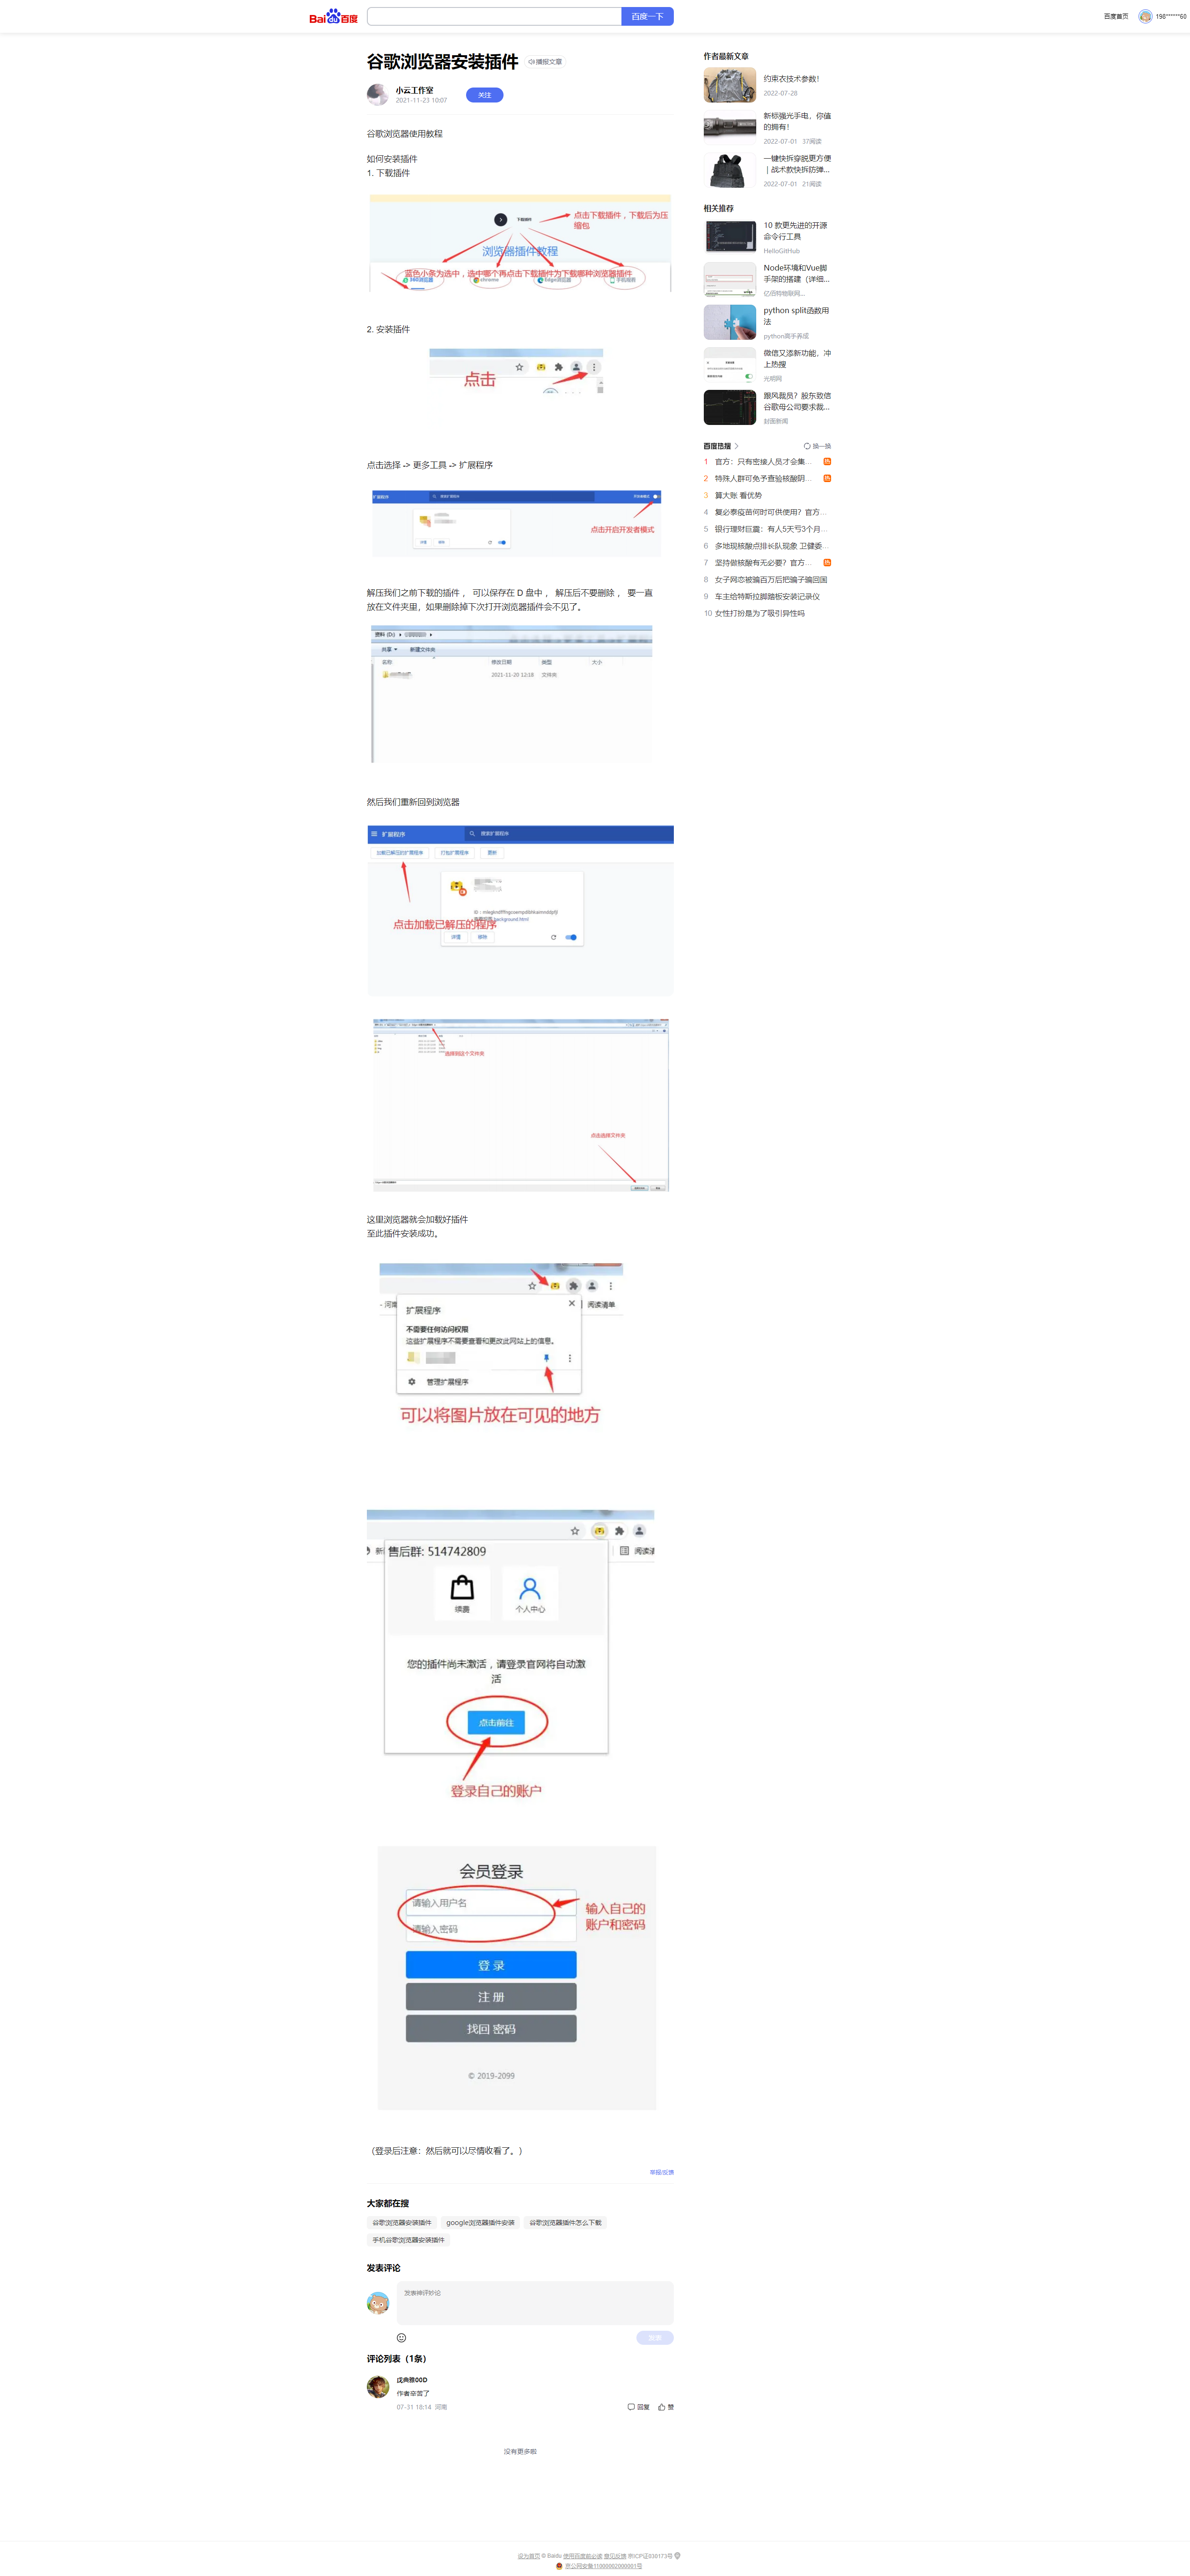 Bai du 百度
百度一下
百度首页
198******60
谷歌浏览器安装插件
播报文章
小云工作室
2021-11-23 10:07
关注
谷歌浏览器使用教程
如何安装插件
1. 下载插件
下载插件
点击下载插件，下载后为压
缩包
浏览器插件教程
蓝色小条为选中，选中哪个再点击下载插件为下载哪种浏览器插件
360浏览器
chrome
Edge浏览器
2. 安装插件
点击
点击选择 -> 更多工具 -> 扩展程序
扩展程序
搜索扩展程序
开发者模式
点击开启开发者模式
详情
移除
解压我们之前下载的插件， 可以保存在 D 盘中， 解压后不要删除， 要一直
放在文件夹里，如果删除掉下次打开浏览器插件会不见了。
资料 (D:)
共享
新建文件夹
名称
修改日期
类型
大小
2021-11-20 12:18
文件夹
然后我们重新回到浏览器
扩展程序
搜索扩展程序
加载已解压的扩展程序
打包扩展程序
更新
background.html
点击加载已解压的程序
详情
移除
选择到这个文件夹
点击选择文件夹
这里浏览器就会加载好插件
至此插件安装成功。
- 河南
阅读清单
扩展程序
不需要任何访问权限
这些扩展程序不需要查看和更改此网站上的信息。
管理扩展程序
可以将图片放在可见的地方
售后群: 514742809
阅读清
续费
个人中心
您的插件尚未激活，请登录官网将自动激
活
点击前往
登录自己的账户
会员登录
请输入用户名
请输入密码
输入自己的
账户和密码
登 录
注 册
找回 密码
© 2019-2099
（登录后注意：然后就可以尽情收看了。）
举报/反馈
大家都在搜
谷歌浏览器安装插件
google浏览器插件安装
谷歌浏览器插件怎么下载
手机谷歌浏览器安装插件
发表评论
发表神评妙论
发表
评论列表（1条）
作者辛苦了
07-31 18:14 河南
回复
赞
没有更多啦
作者最新文章
约束衣技术参数！
2022-07-28
新标强光手电，你值
的拥有！
2022-07-01 37阅读
一键快拆穿脱更方便
| 战术款快拆防弹...
2022-07-01 21阅读
相关推荐
10 款更先进的开源
命令行工具
HelloGitHub
Node环境和Vue脚
手架的搭建（详细...
亿佰特物联网...
python split函数用
法
python高手养成
微信又添新功能，冲
上热搜
光明网
跟风裁员？股东致信
谷歌母公司要求裁...
封面新闻
百度热搜
换一换
1 官方：只有密接人员才会集... 热
2 特殊人群可免予查验核酸阴... 热
3 算大账 看优势
4 复必泰疫苗何时可供使用？官方...
5 银行理财巨震：有人5天亏3个月...
6 多地现核酸点排长队现象 卫健委...
7 坚持做核酸有无必要？官方... 热
8 女子网恋被骗百万后把骗子骗回国
9 车主给特斯拉脚踏板安装记录仪
10 女性打扮是为了吸引异性吗
设为首页 © Baidu 使用百度前必读 意见反馈 京ICP证030173号
京公网安备11000002000001号